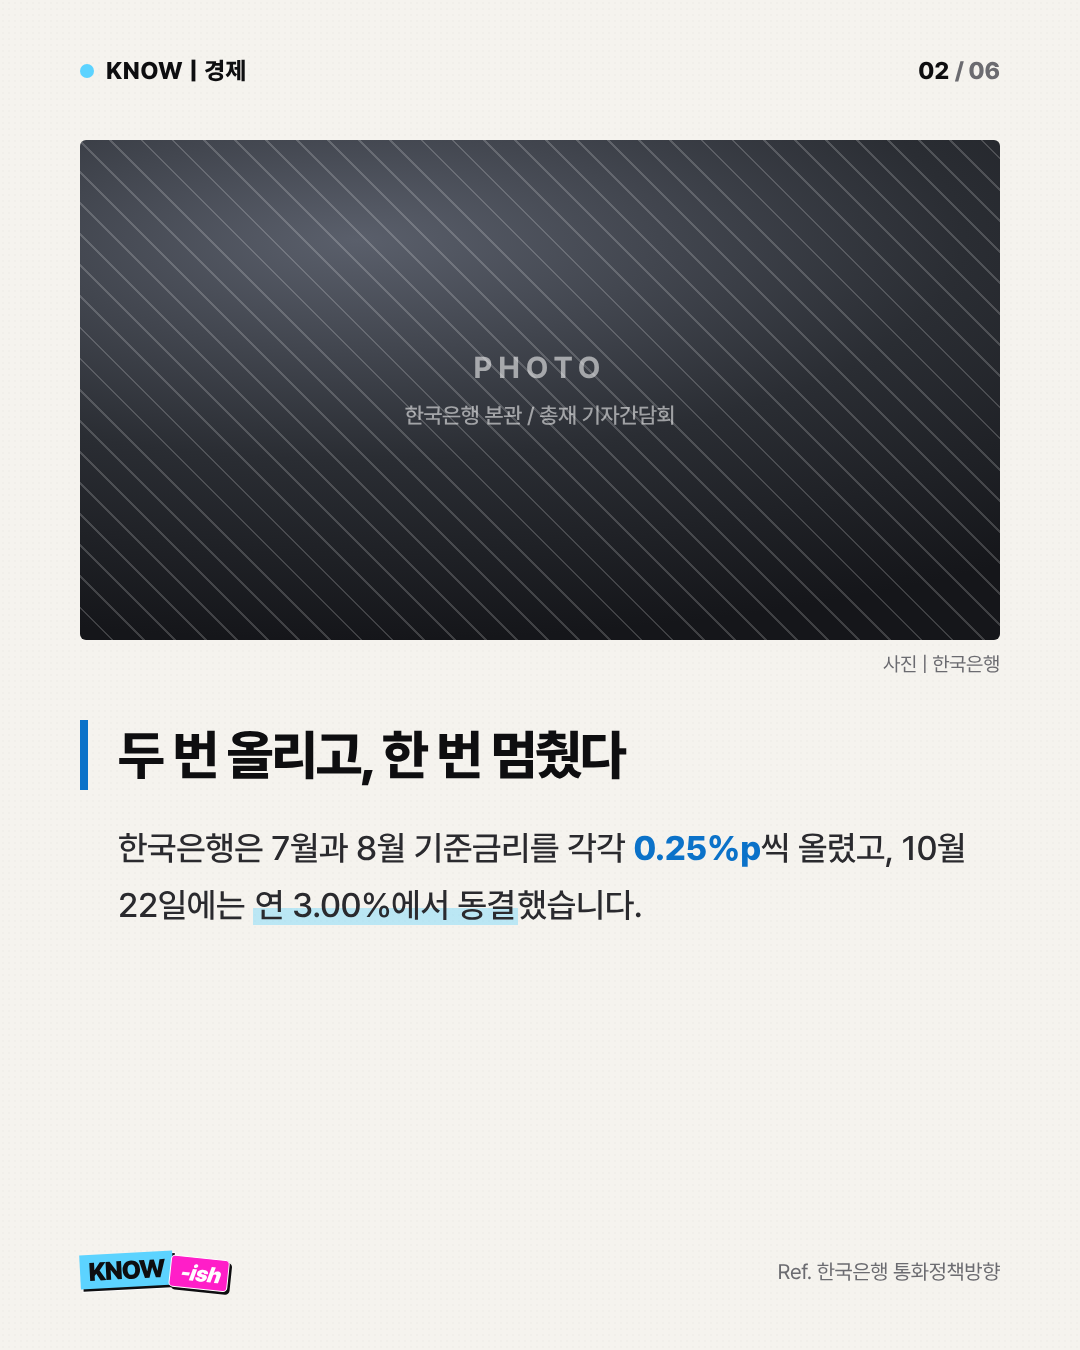 KNOW | 경제
02 / 06
PHOTO
한국은행 본관 / 총재 기자간담회
사진 | 한국은행
두 번 올리고, 한 번 멈췄다
한국은행은 7월과 8월 기준금리를 각각 0.25%p씩 올렸고, 10월
22일에는 연 3.00%에서 동결했습니다.
KNOW -ish
Ref. 한국은행 통화정책방향